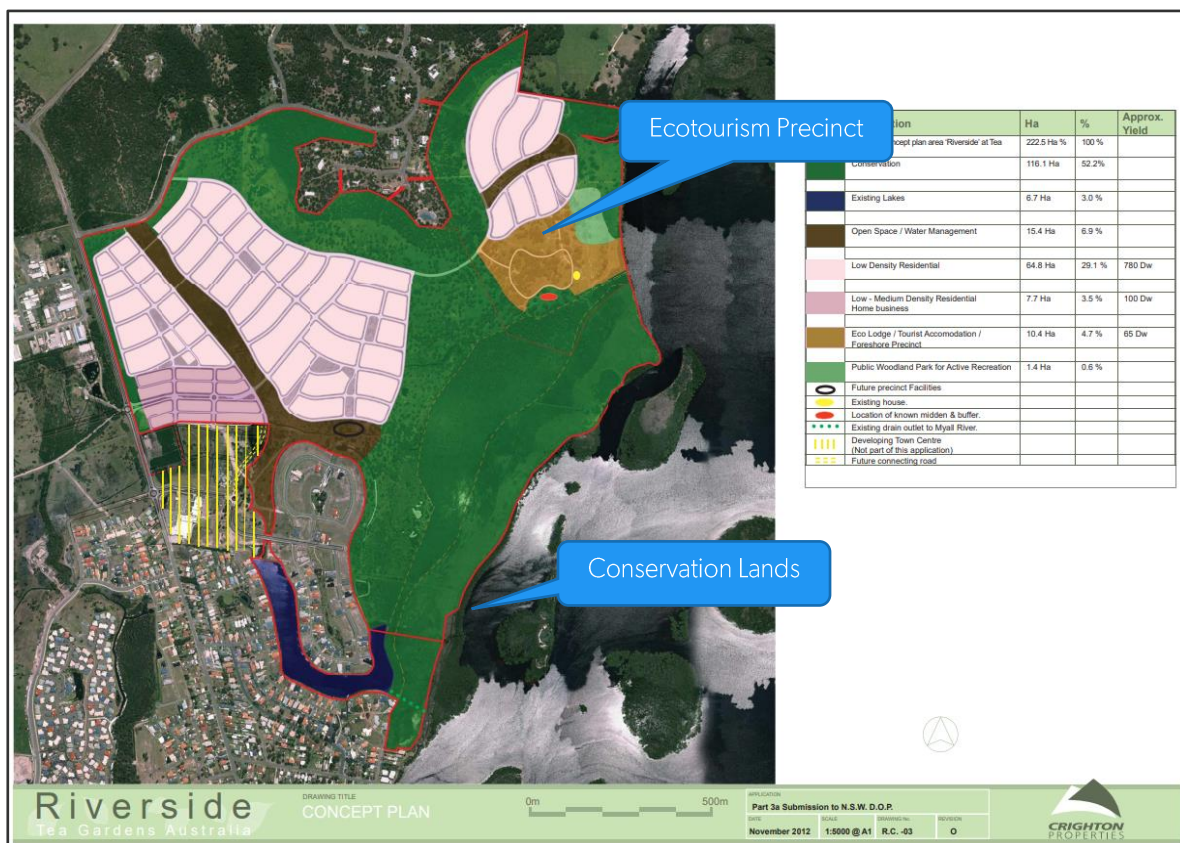 Ecotourism Precinct
Conservation Lands
tion Ha % Approx. Yield
ncept plan area 'Riverside' at Tea 222.5 Ha % 100 %
Conservation 116.1 Ha 52.2%
Existing Lakes 6.7 Ha 3.0 %
Open Space / Water Management 15.4 Ha 6.9 %
Low Density Residential 64.8 Ha 29.1 % 780 Dw
Low - Medium Density Residential 7.7 Ha 3.5 % 100 Dw
Home business
Eco Lodge / Tourist Accomodation / 10.4 Ha 4.7 % 65 Dw
Foreshore Precinct
Public Woodland Park for Active Recreation 1.4 Ha 0.6 %
Future precinct Facilities
Existing house.
Location of known midden & buffer.
Existing drain outlet to Myall River.
Developing Town Centre
(Not part of this application)
Future connecting road
Riverside
Tea Gardens Australia
DRAWING TITLE
CONCEPT PLAN
0m 500m
APPLICATION
Part 3a Submission to N.S.W. D.O.P.
DATE SCALE DRAWING No. REVISION
November 2012 1:5000 @ A1 R.C. -03 O
CRIGHTON
PROPERTIES